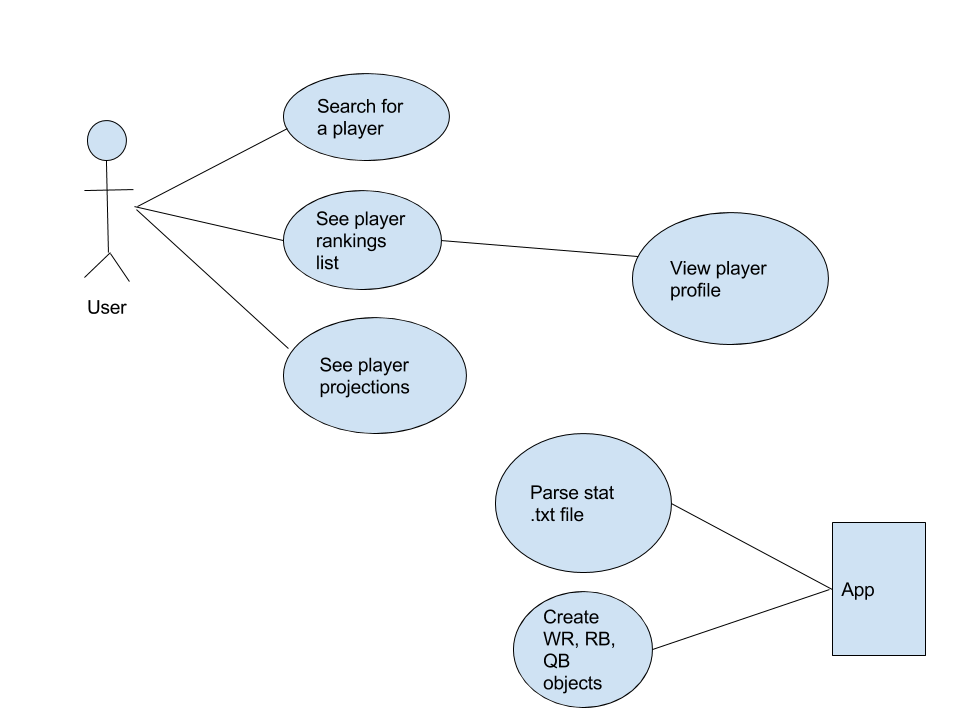 Search for
a player
See player
rankings
list
View player
profile
User
See player
projections
Parse stat
.txt file
App
Create
WR, RB,
QB
objects